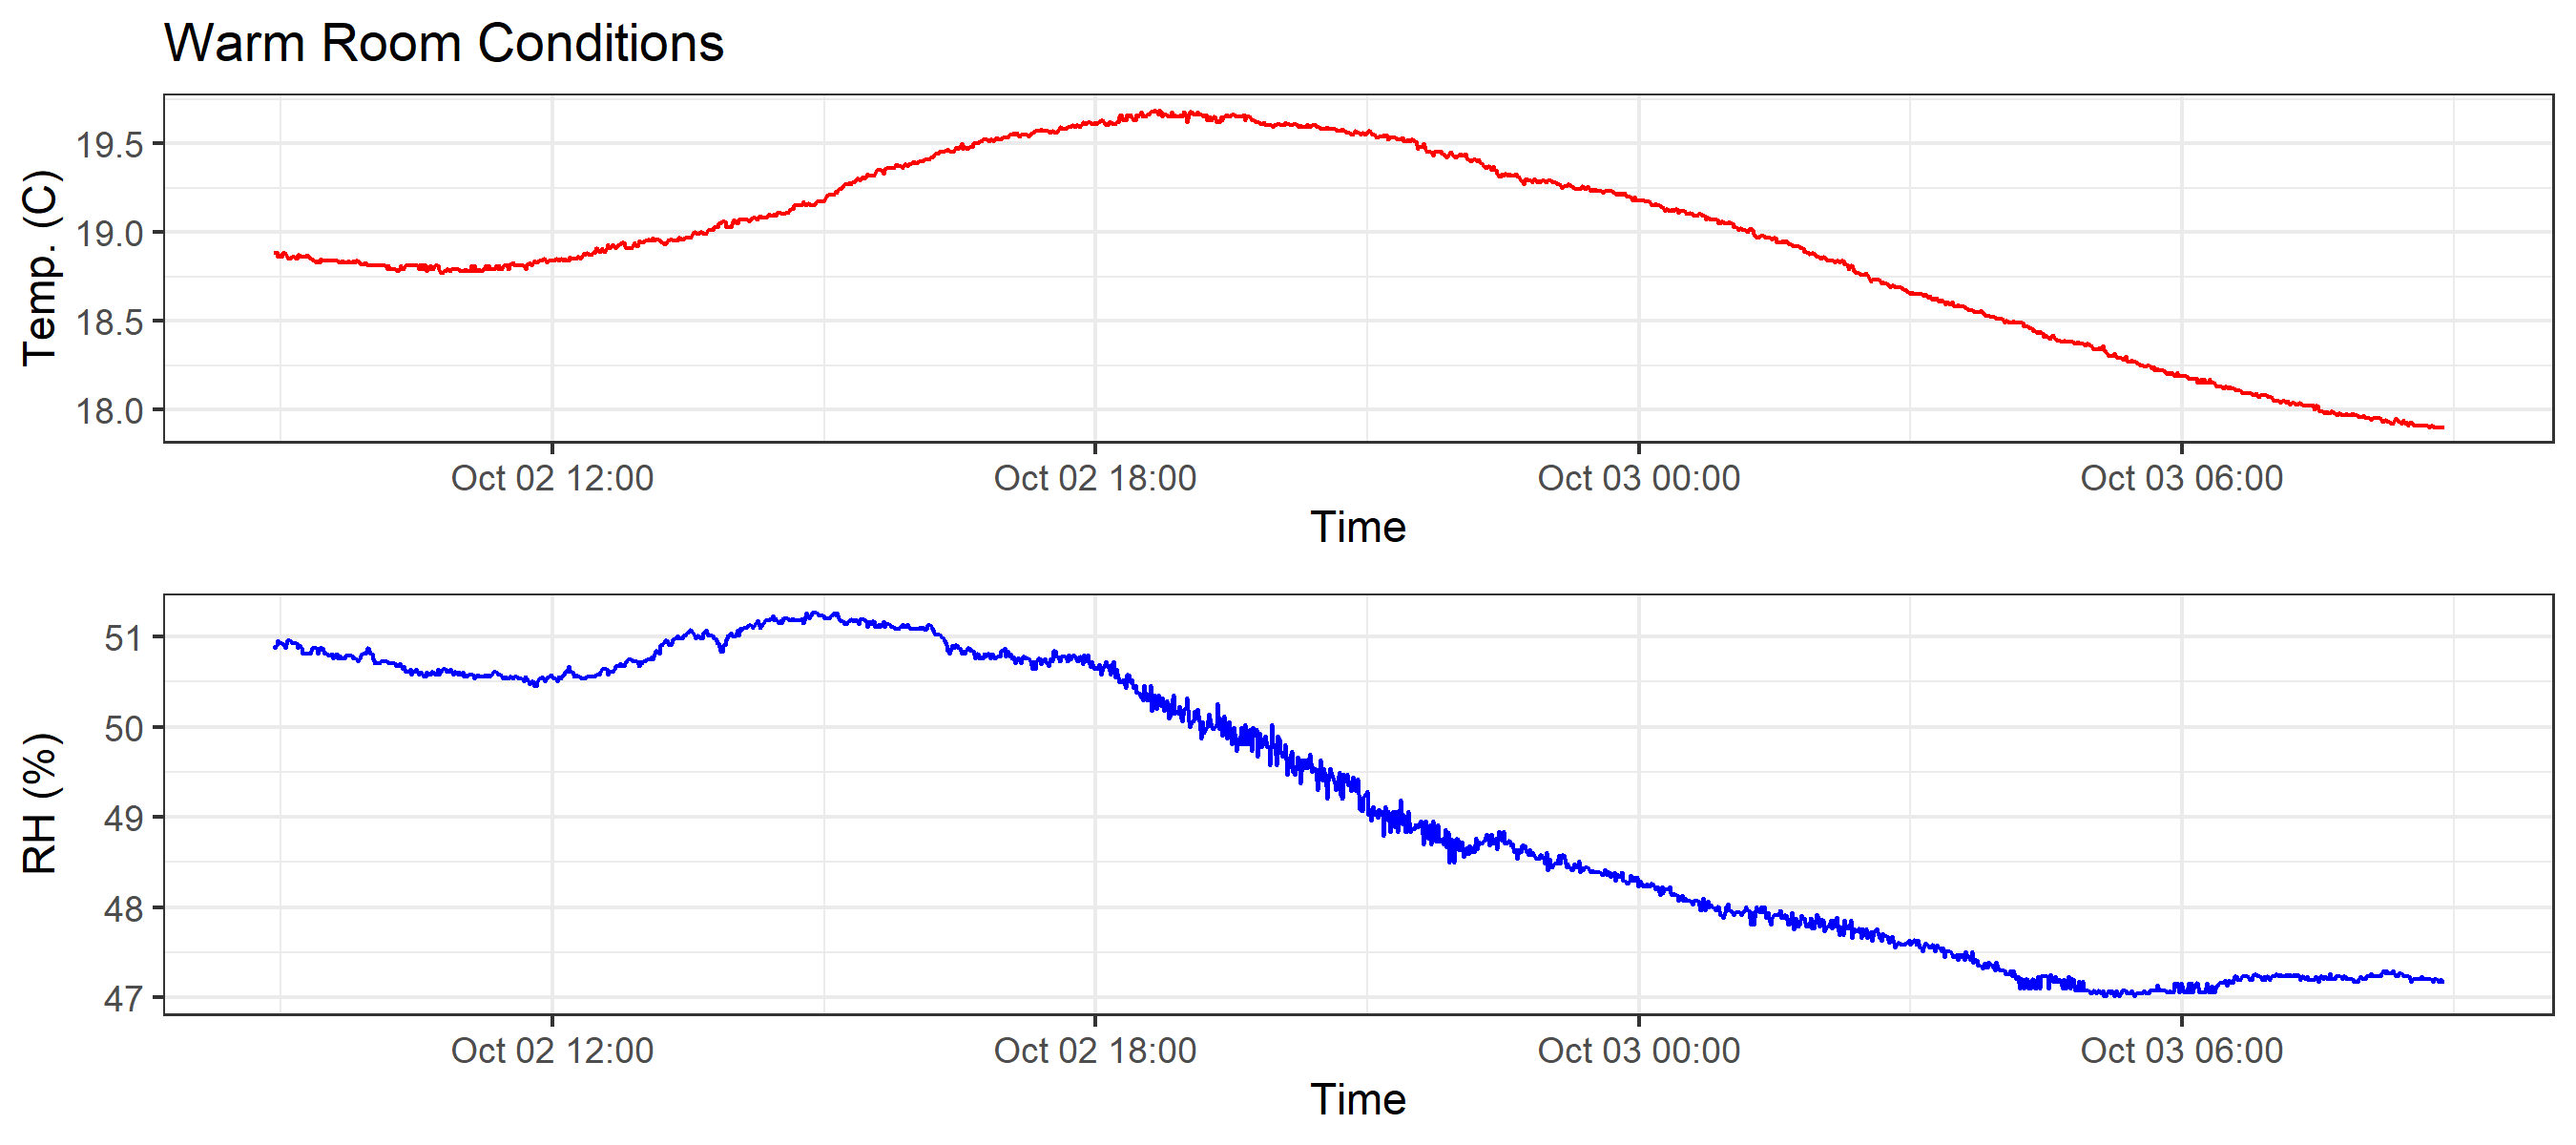 Warm Room Conditions
Temp. (C)
19.5
19.0
18.5
18.0
Oct 02 12:00 Oct 02 18:00 Oct 03 00:00 Oct 03 06:00
Time
RH (%)
51
50
49
48
47
Oct 02 12:00 Oct 02 18:00 Oct 03 00:00 Oct 03 06:00
Time